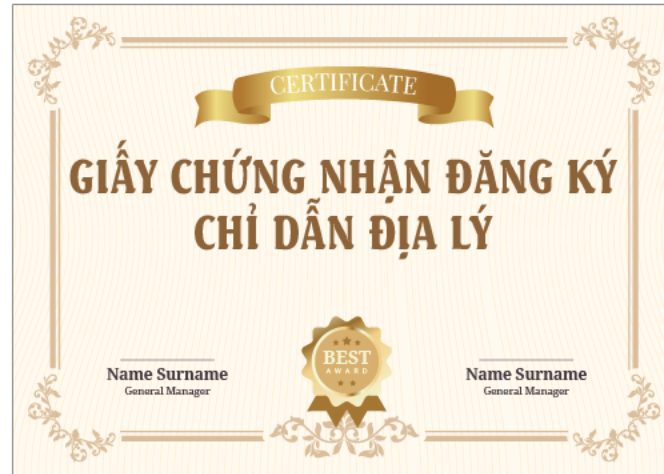 CERTIFICATE
GIẤY CHỨNG NHẬN ĐĂNG KÝ
CHỈ DẪN ĐỊA LÝ
BEST
AWARD
Name Surname
General Manager
Name Surname
General Manager